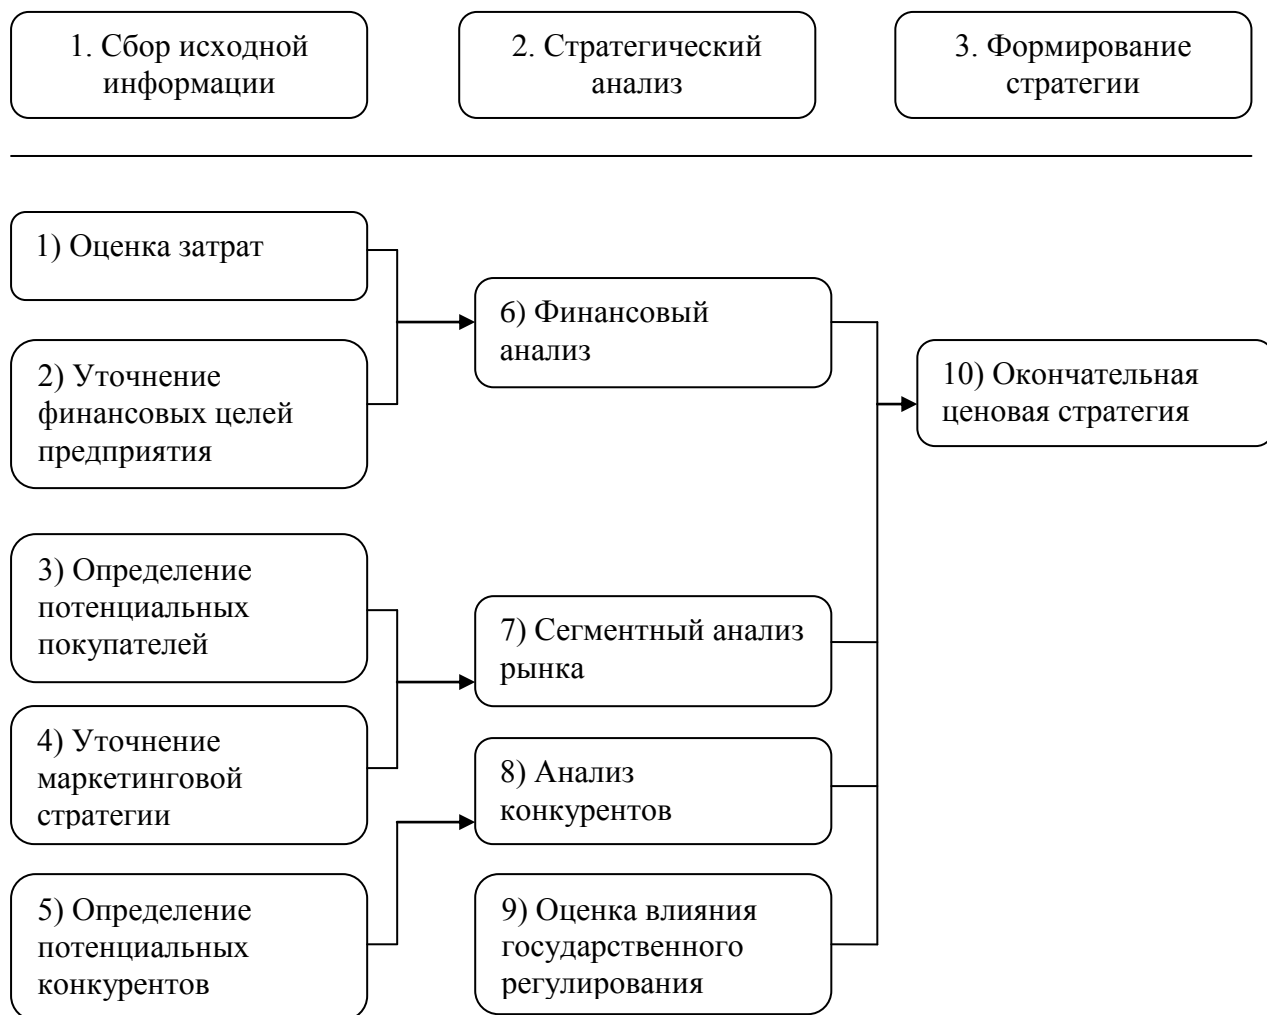 1. Сбор исходной
информации
2. Стратегический
анализ
3. Формирование
стратегии
1) Оценка затрат
2) Уточнение
финансовых целей
предприятия
3) Определение
потенциальных
покупателей
4) Уточнение
маркетинговой
стратегии
5) Определение
потенциальных
конкурентов
6) Финансовый
анализ
7) Сегментный анализ
рынка
8) Анализ
конкурентов
9) Оценка влияния
государственного
регулирования
10) Окончательная
ценовая стратегия